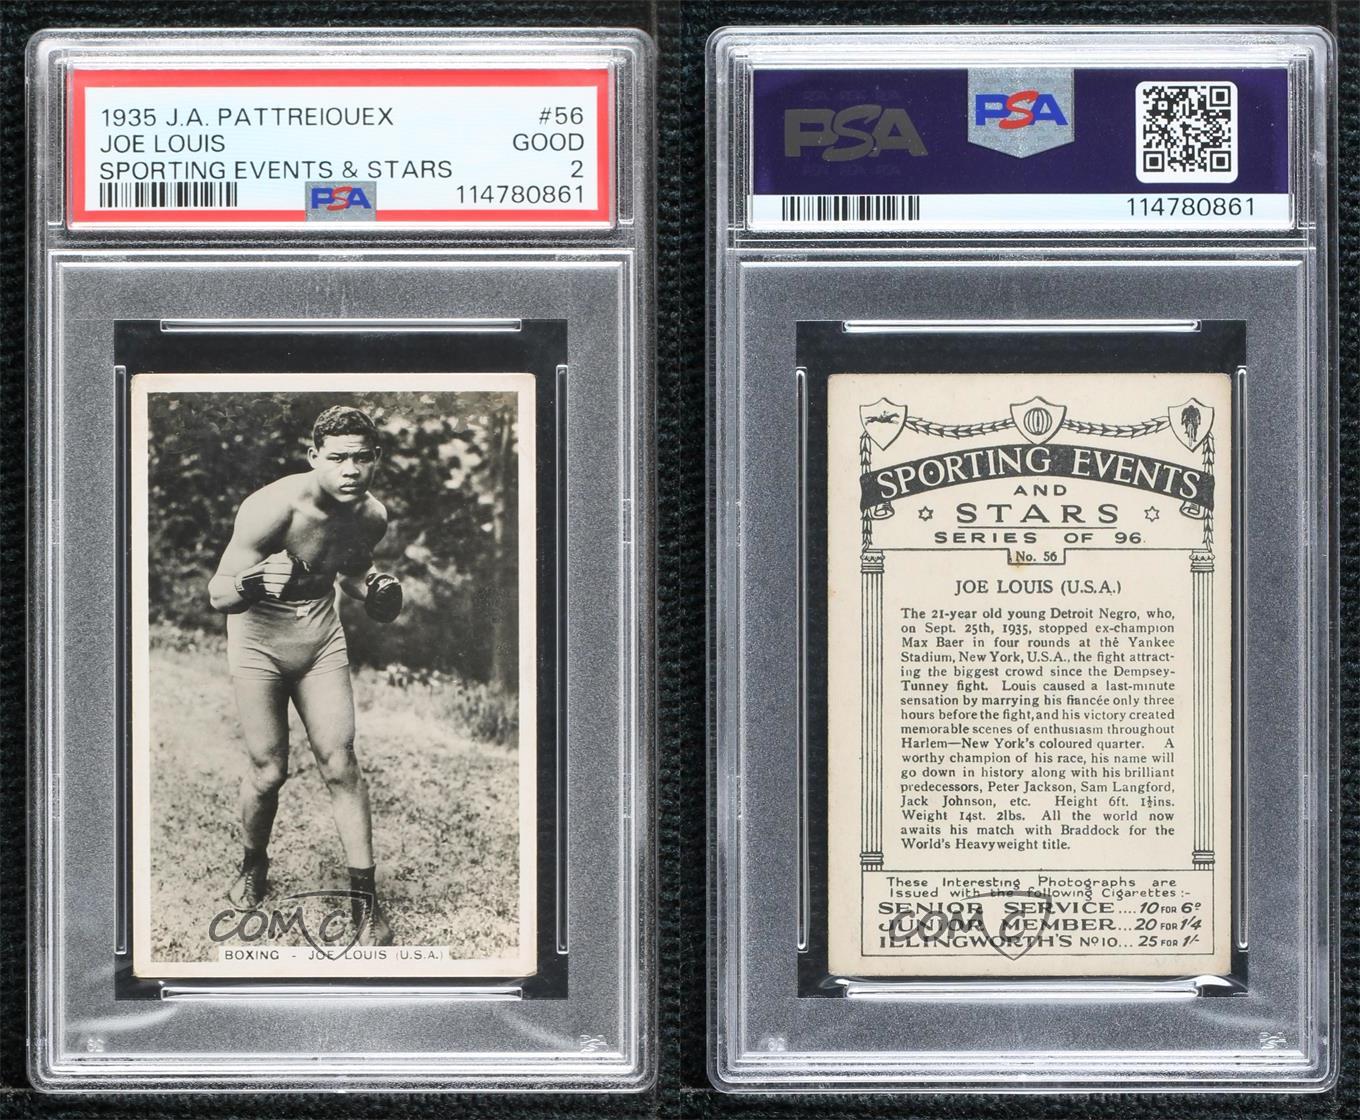 1935 J.A. PATTREIOUEX #56
JOE LOUIS GOOD
SPORTING EVENTS & STARS 2
PSA 114780861
BOXING - JOE LOUIS (U.S.A.)
COMC
PSA PSA
114780861
SPORTING EVENTS
AND
STARS
SERIES OF 96.
No. 56
JOE LOUIS (U.S.A.)
The 21-year old young Detroit Negro, who,
on Sept. 25th, 1935, stopped ex-champion
Max Baer in four rounds at the Yankee
Stadium, New York, U.S.A., the fight attract-
ing the biggest crowd since the Dempsey-
Tunney fight. Louis caused a last-minute
sensation by marrying his fiancée only three
hours before the fight, and his victory created
memorable scenes of enthusiasm throughout
Harlem—New York's coloured quarter. A
worthy champion of his race, his name will
go down in history along with his brilliant
predecessors, Peter Jackson, Sam Langford,
Jack Johnson, etc. Height 6ft. 1½ins.
Weight 14st. 2lbs. All the world now
awaits his match with Braddock for the
World's Heavyweight title.
These Interesting Photographs are
Issued with the following Cigarettes:-
SENIOR SERVICE .... 10 FOR 6ᴰ
JUNIOR MEMBER... 20 FOR 1/4
ILLINGWORTH'S Nº 10... 25 FOR 1/-
COMC